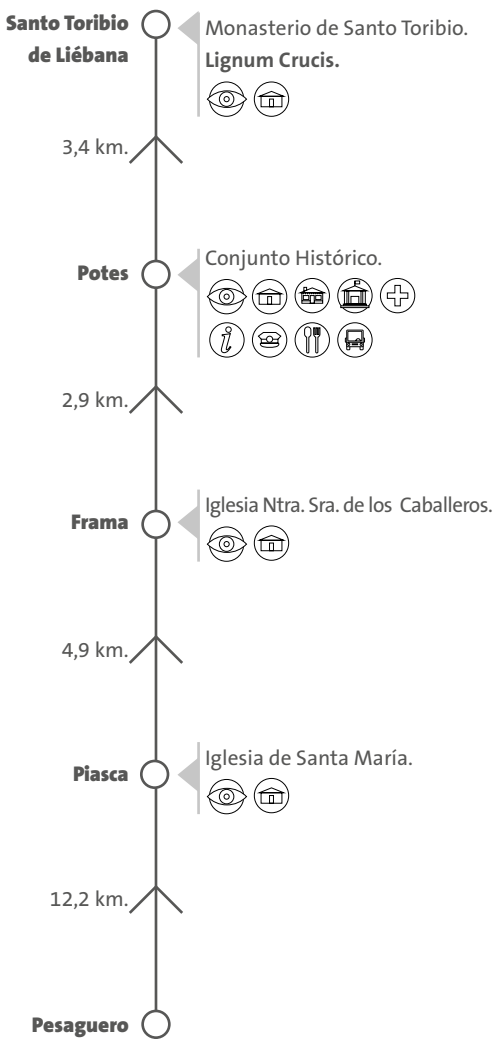 Santo Toribio
de Liébana
Monasterio de Santo Toribio.
Lignum Crucis.
3,4 km.
Potes
Conjunto Histórico.
i
2,9 km.
Frama
Iglesia Ntra. Sra. de los Caballeros.
4,9 km.
Piasca
Iglesia de Santa María.
12,2 km.
Pesaguero